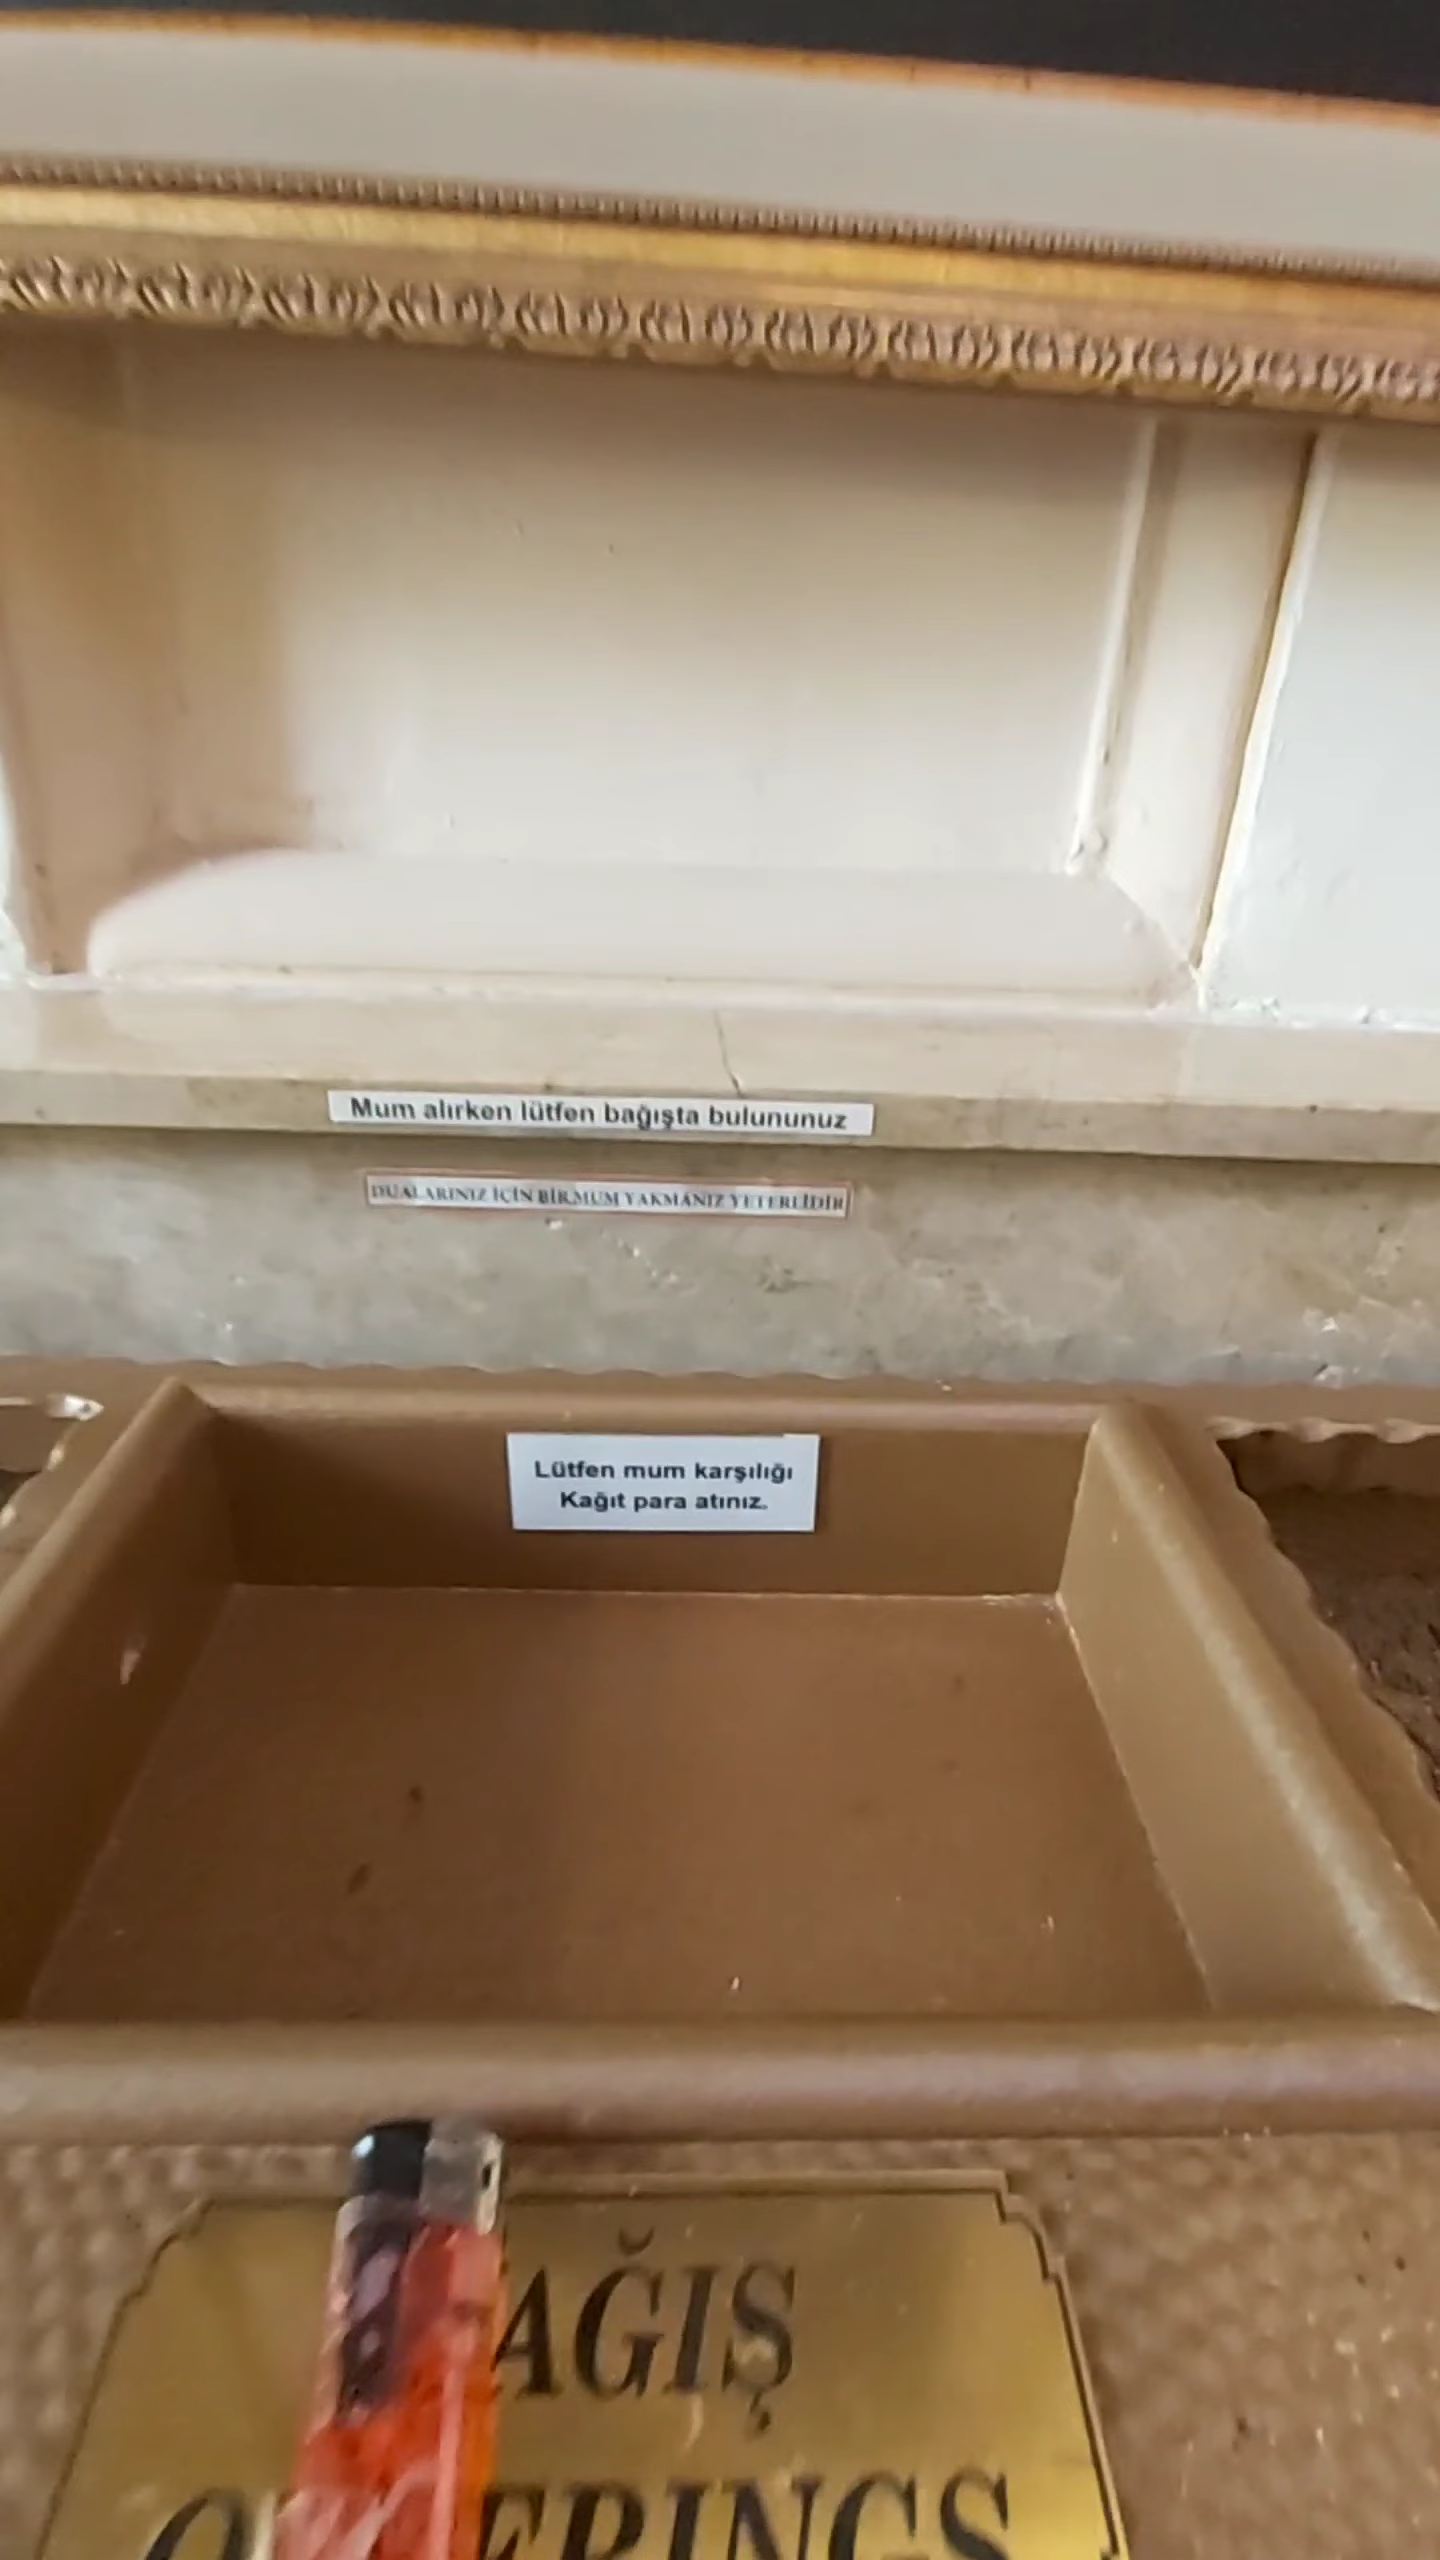 Mum alırken lütfen bağışta bulununuz
DUALARINIZ İÇİN BİR MUM YAKMANIZ YETERLİDİR
Lütfen mum karşılığı
Kağıt para atınız.
AĞIŞ